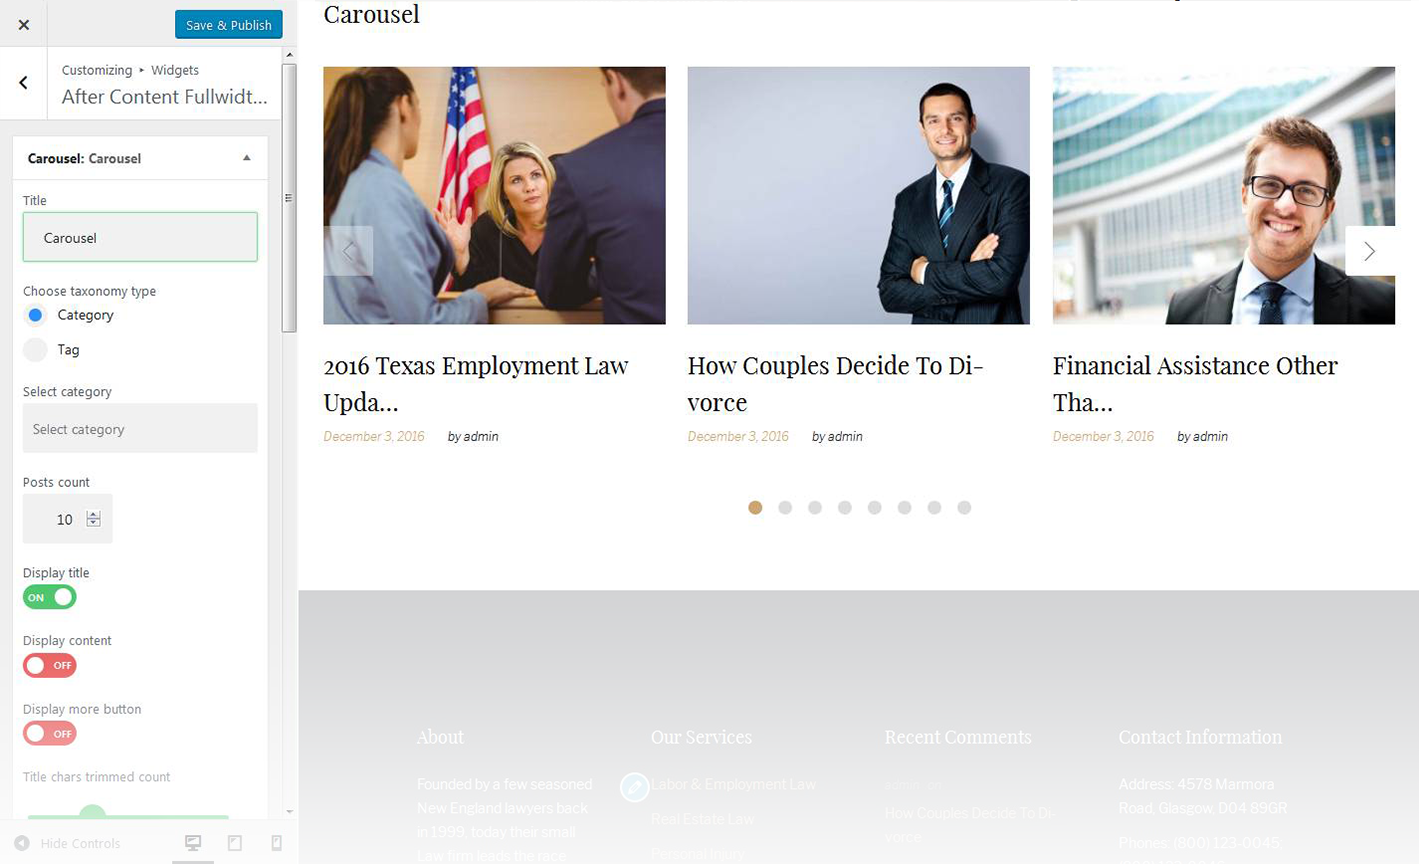 Save & Publish
Customizing ▸ Widgets
After Content Fullwidt...
Carousel: Carousel
Title
Carousel
Choose taxonomy type
Category
Tag
Select category
Select category
Posts count
10
Display title
ON
Display content
OFF
Display more button
OFF
Title chars trimmed count
Hide Controls
Carousel
2016 Texas Employment Law
Upda...
December 3, 2016 by admin
How Couples Decide To Di-
vorce
December 3, 2016 by admin
Financial Assistance Other
Tha...
December 3, 2016 by admin
About
Founded by a few seasoned
New England lawyers back
in 1999, today their small
Law firm leads the race
Our Services
Labor & Employment Law
Real Estate Law
Personal Injury
Recent Comments
admin on
How Couples Decide To Di-
vorce
Contact Information
Address: 4578 Marmora
Road, Glasgow, D04 89GR
Phones: (800) 123-0045;